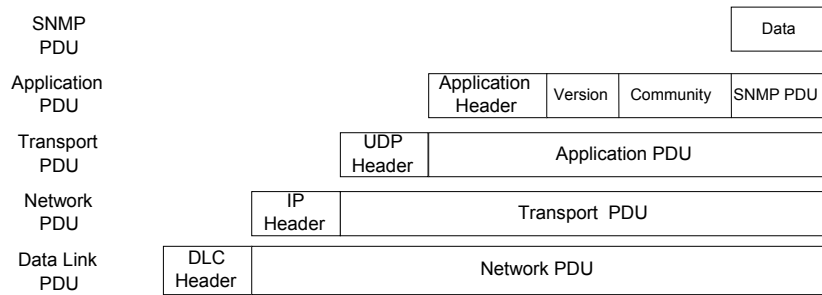 SNMP
PDU
Data
Application
PDU
Application
Header
Version
Community
SNMP PDU
Transport
PDU
UDP
Header
Application PDU
Network
PDU
IP
Header
Transport PDU
Data Link
PDU
DLC
Header
Network PDU